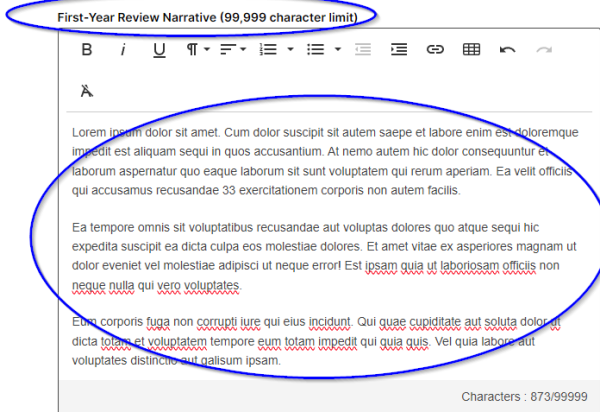 First-Year Review Narrative (99,999 character limit)
B i U ¶
Lorem ipsum dolor sit amet. Cum dolor suscipit sit autem saepe et labore enim est doloremque
impedit est aliquam sequi in quos accusantium. At nemo autem hic dolor consequuntur et
laborum aspernatur quo eaque laborum sit sunt voluptatem qui rerum aperiam. Ea velit officiis
qui accusamus recusandae 33 exercitationem corporis non autem facilis.
Ea tempore omnis sit voluptatibus recusandae aut voluptas dolores quo atque sequi hic
expedita suscipit ea dicta culpa eos molestiae dolores. Et amet vitae ex asperiores magnam ut
dolor eveniet vel molestiae adipisci ut neque error! Est ipsam quia ut laboriosam officiis non
neque nulla qui vero voluptates.
Eum corporis fuga non corrupti iure qui eius incidunt. Qui quae cupiditate aut soluta dolor ut
dicta totam et voluptatem tempore eum totam impedit qui quia quis. Vel quia labore aut
voluptates distinctio aut galisum ipsam.
Characters : 873/99999